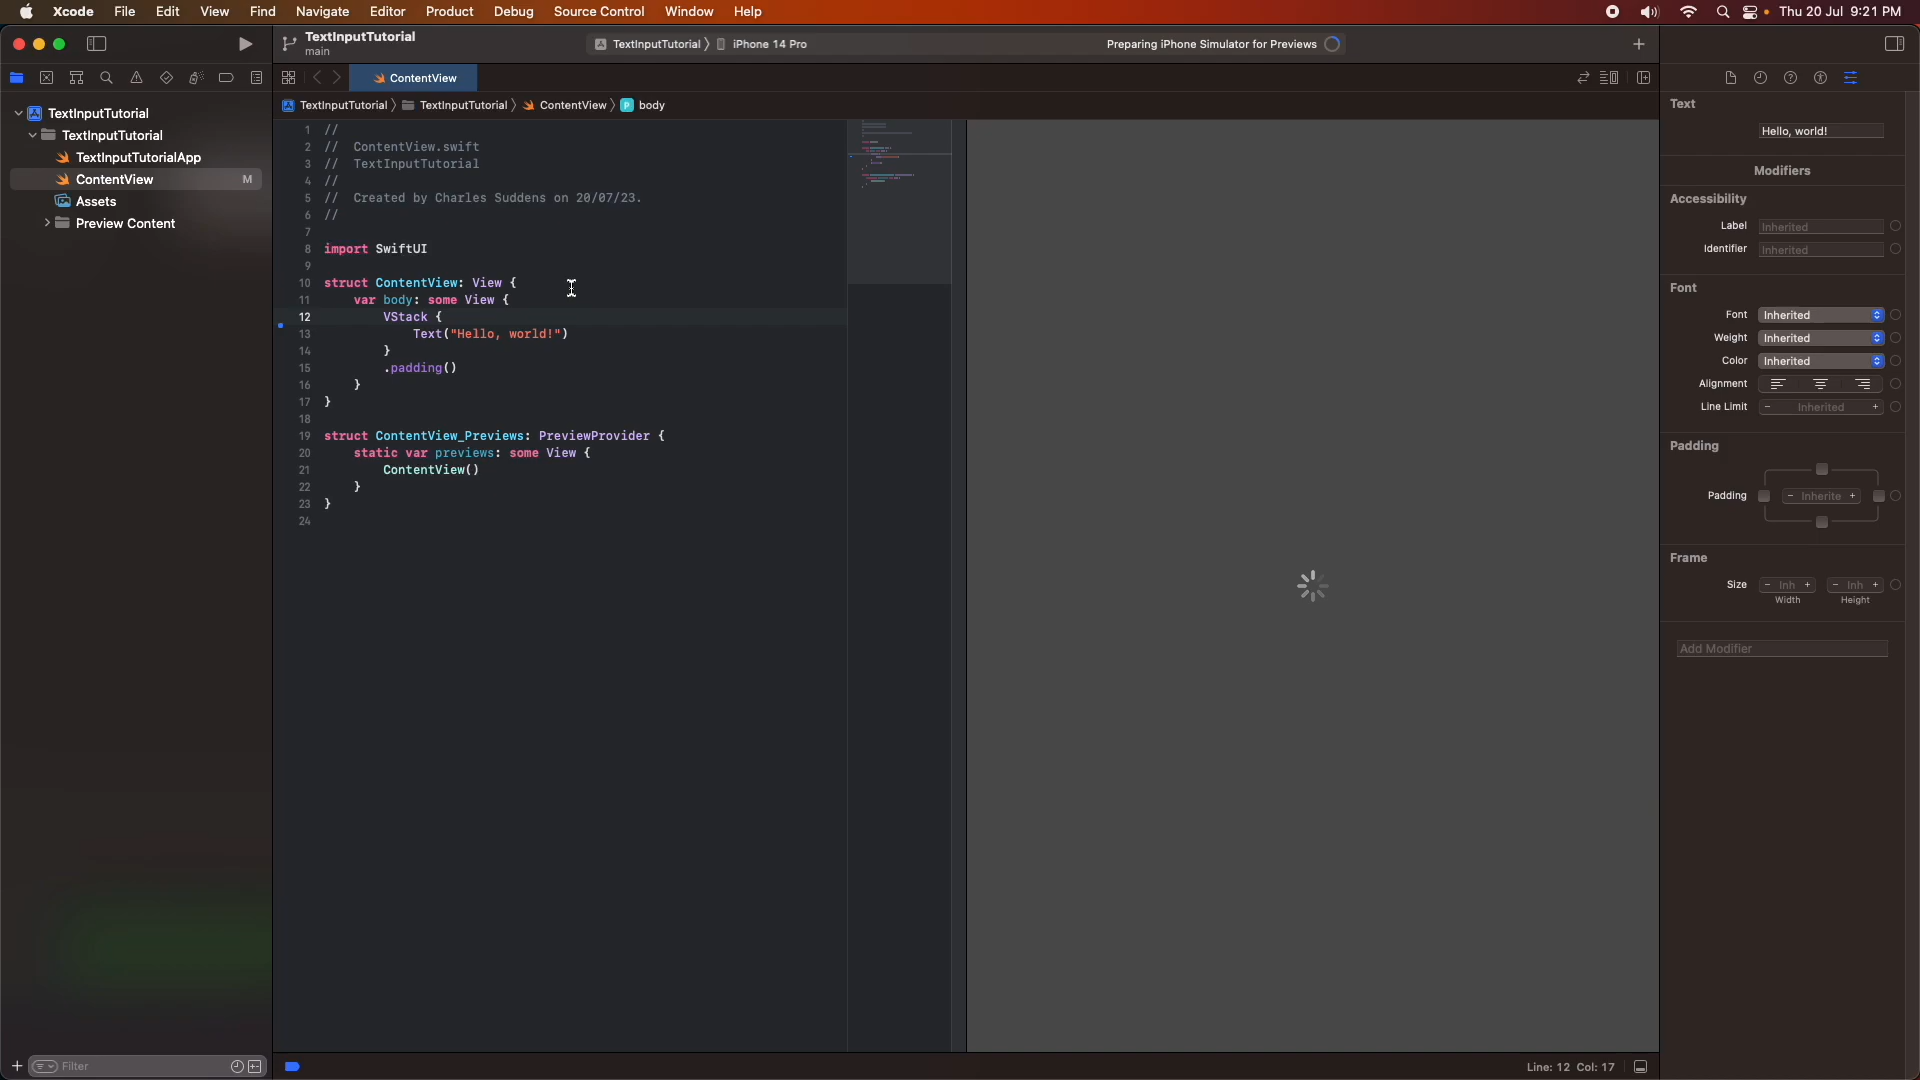 Xcode File Edit View Find Navigate Editor Product Debug Source Control Window Help
Thu 20 Jul 9:21 PM
TextInputTutorial
main
TextInputTutorial 〉 iPhone 14 Pro
Preparing iPhone Simulator for Previews
ContentView
TextInputTutorial 〉 TextInputTutorial 〉 ContentView 〉 P body
TextInputTutorial
TextInputTutorial
TextInputTutorialApp
ContentView M
Assets
Preview Content
Filter
1 //
2 // ContentView.swift
3 // TextInputTutorial
4 //
5 // Created by Charles Suddens on 20/07/23.
6 //
7
8 import SwiftUI
9
10 struct ContentView: View {
11 var body: some View {
12 VStack {
13 Text("Hello, world!")
14 }
15 .padding()
16 }
17 }
18
19 struct ContentView_Previews: PreviewProvider {
20 static var previews: some View {
21 ContentView()
22 }
23 }
24
Line: 12 Col: 17
Text
Hello, world!
Modifiers
Accessibility
Label Inherited
Identifier Inherited
Font
Font Inherited
Weight Inherited
Color Inherited
Alignment
Line Limit − Inherited +
Padding
Padding − Inherite +
Frame
Size − Inh + − Inh +
Width Height
Add Modifier